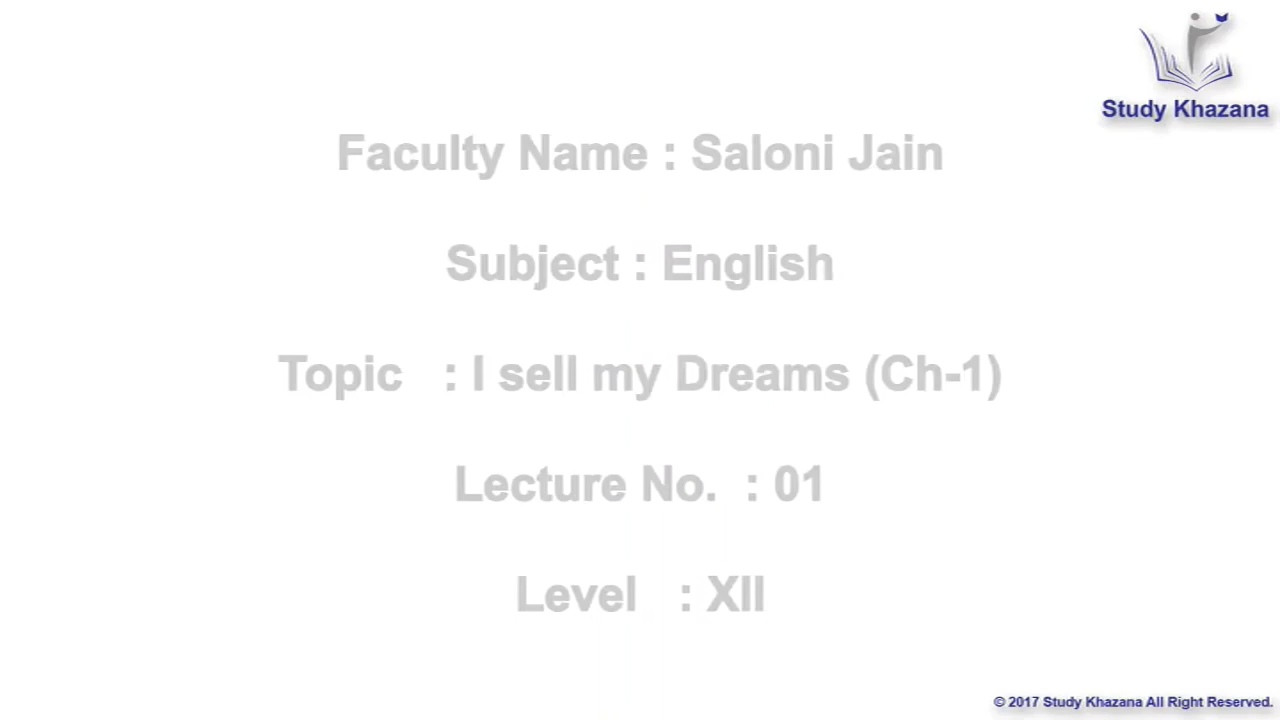 Study Khazana
Faculty Name : Saloni Jain
Subject : English
Topic : I sell my Dreams (Ch-1)
Lecture No. : 01
Level : XII
© 2017 Study Khazana All Right Reserved.